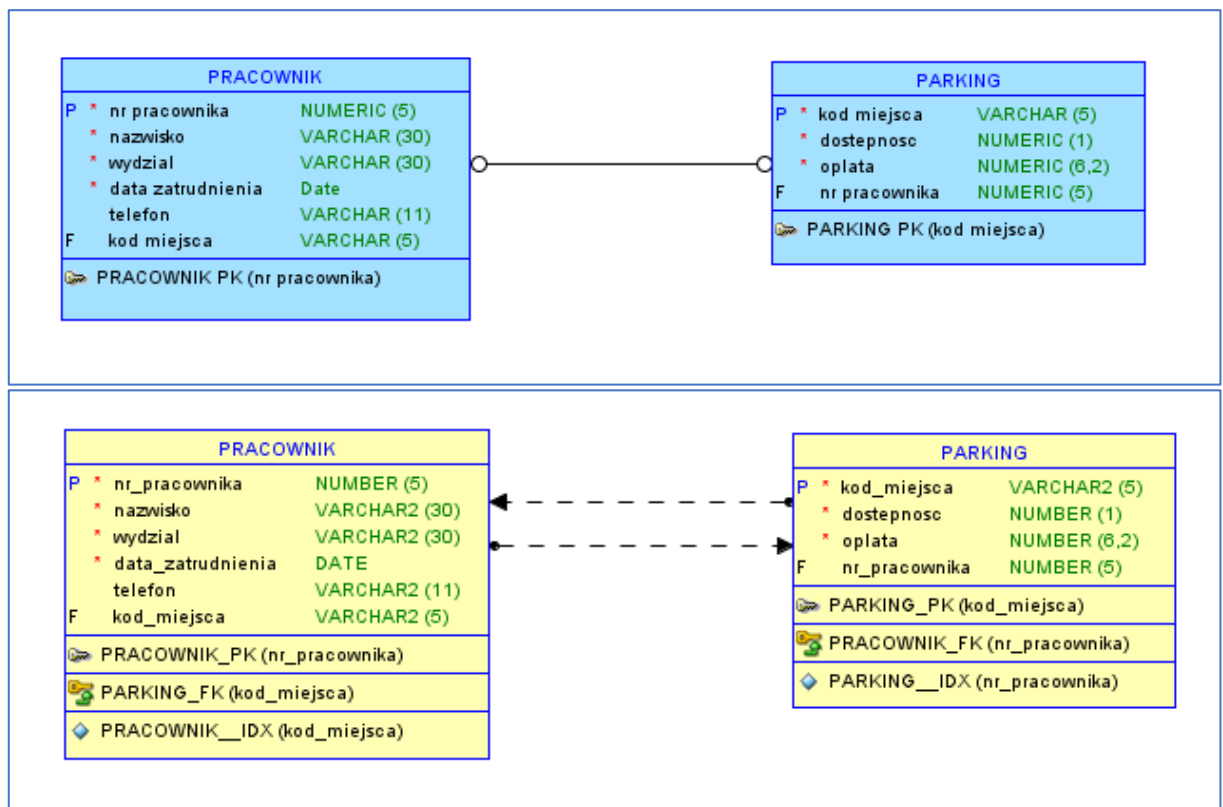 PRACOWNIK
P * nr pracownika NUMERIC (5)
* nazwisko VARCHAR (30)
* wydzial VARCHAR (30)
* data zatrudnienia Date
telefon VARCHAR (11)
F kod miejsca VARCHAR (5)
PRACOWNIK PK (nr pracownika)
PARKING
P * kod miejsca VARCHAR (5)
* dostepnosc NUMERIC (1)
* oplata NUMERIC (6,2)
F nr pracownika NUMERIC (5)
PARKING PK (kod miejsca)
PRACOWNIK
P * nr_pracownika NUMBER (5)
* nazwisko VARCHAR2 (30)
* wydzial VARCHAR2 (30)
* data_zatrudnienia DATE
telefon VARCHAR2 (11)
F kod_miejsca VARCHAR2 (5)
PRACOWNIK_PK (nr_pracownika)
PARKING_FK (kod_miejsca)
PRACOWNIK__IDX (kod_miejsca)
PARKING
P * kod_miejsca VARCHAR2 (5)
* dostepnosc NUMBER (1)
* oplata NUMBER (6,2)
F nr_pracownika NUMBER (5)
PARKING_PK (kod_miejsca)
PRACOWNIK_FK (nr_pracownika)
PARKING__IDX (nr_pracownika)